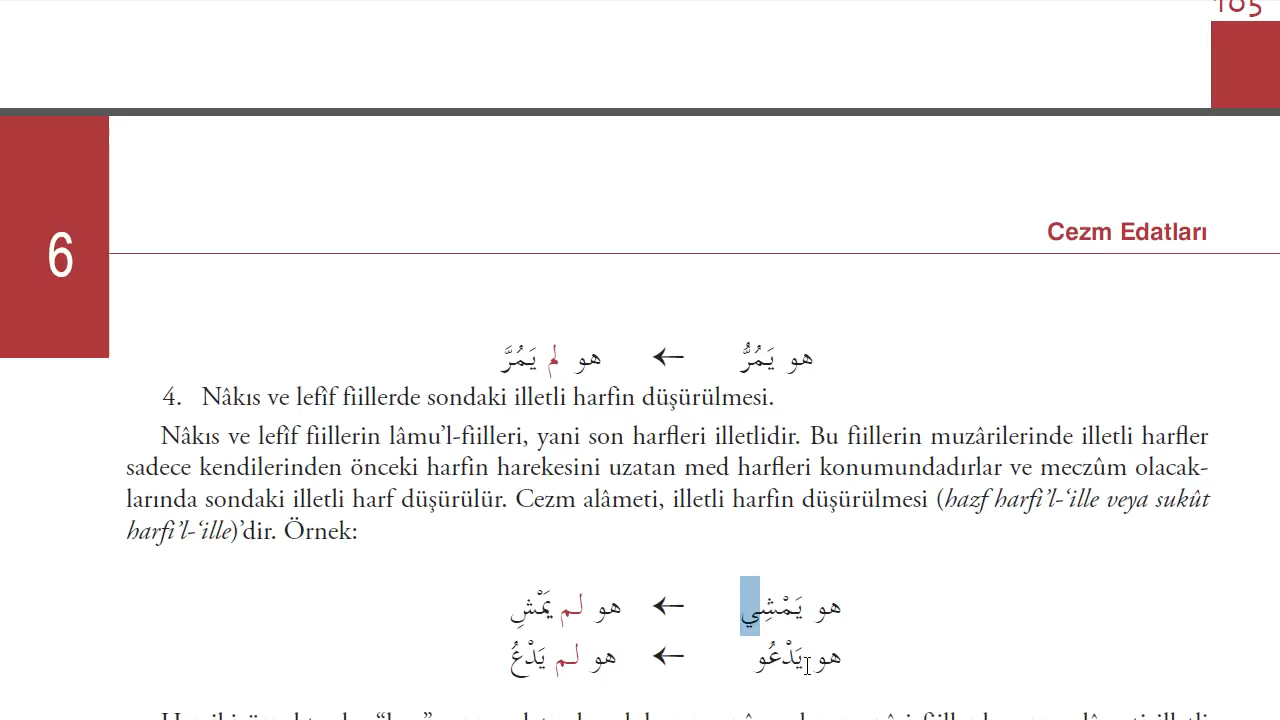 105
6
Cezm Edatları
هو يَمُرُّ ← هو لم يَمُرَّ
4. Nâkıs ve lefîf fiillerde sondaki illetli harfin düşürülmesi.
Nâkıs ve lefîf fiillerin lâmu’l-fiilleri, yani son harfleri illetlidir. Bu fiillerin muzârilerinde illetli harfler
sadece kendilerinden önceki harfin harekesini uzatan med harfleri konumundadırlar ve meczûm olacak-
larında sondaki illetli harf düşürülür. Cezm alâmeti, illetli harfin düşürülmesi (hazf harfi’l-‘ille veya sukût
harfi’l-‘ille)’dir. Örnek:
هو يَمْشِي ← هو لـم يَمْشِ
هو يَدْعُو ← هو لـم يَدْعُ